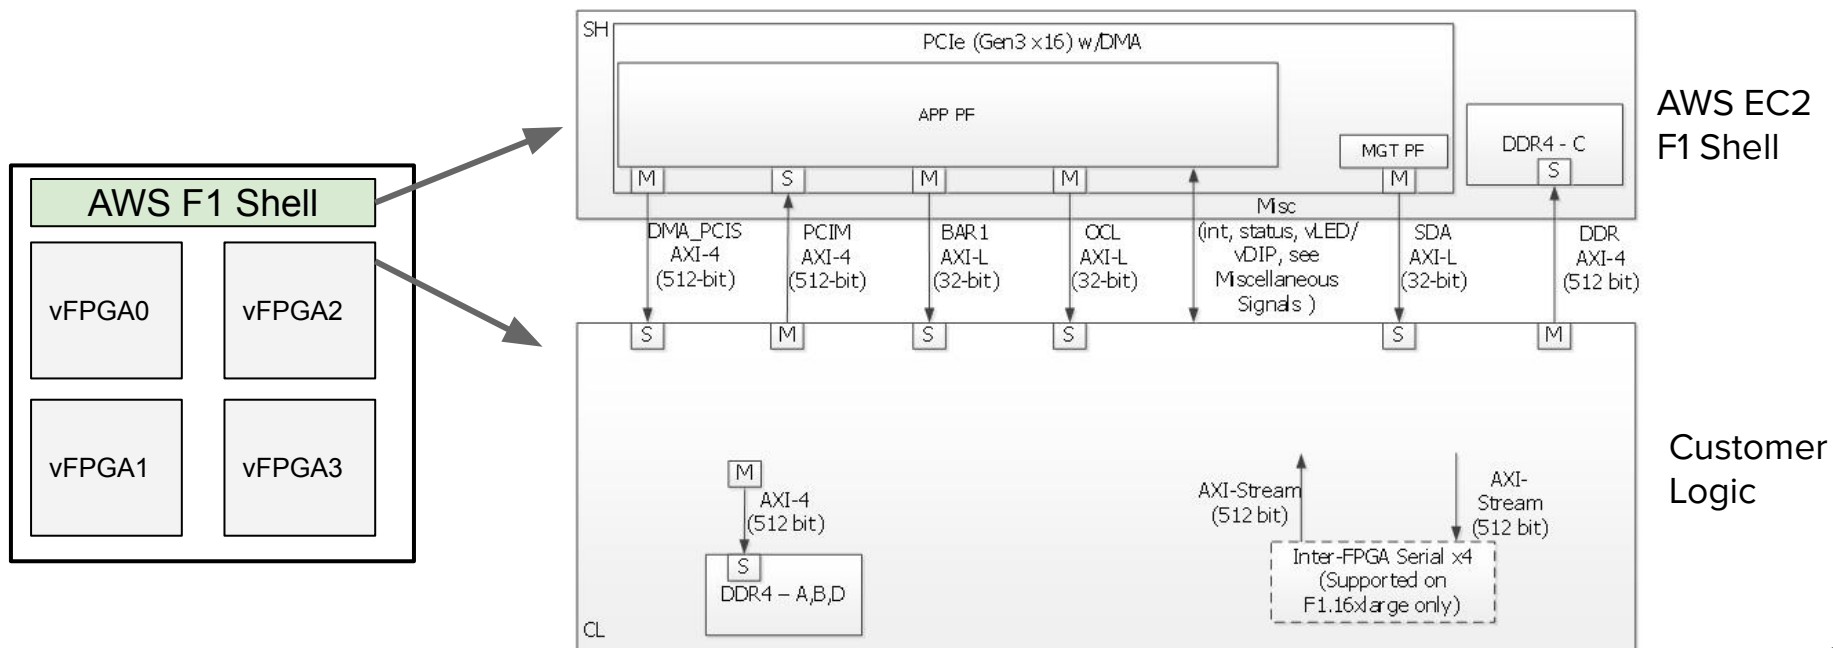 AWS F1 Shell
vFPGA0
vFPGA2
vFPGA1
vFPGA3
SH
PCIe (Gen3 x16) w/DMA
APP PF
MGT PF
DDR4 - C
M
S
M
M
M
S
DMA_PCIS
AXI-4
(512-bit)
PCIM
AXI-4
(512-bit)
BAR1
AXI-L
(32-bit)
OCL
AXI-L
(32-bit)
Misc
(int, status, vLED/
vDIP, see
Miscellaneous
Signals )
SDA
AXI-L
(32-bit)
DDR
AXI-4
(512 bit)
S
M
S
S
S
M
M
AXI-4
(512 bit)
S
DDR4 – A,B,D
AXI-Stream
(512 bit)
AXI-
Stream
(512 bit)
Inter-FPGA Serial x4
(Supported on
F1.16xlarge only)
CL
AWS EC2
F1 Shell
Customer
Logic